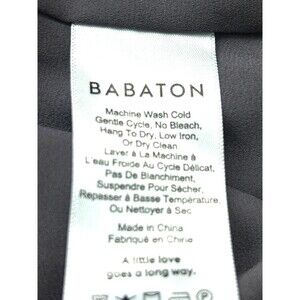 BABATON
Machine Wash Cold
Gentle Cycle, No Bleach,
Hang To Dry, Low Iron,
Or Dry Clean
Laver à La Machine à
L'eau Froide Au Cycle Délicat,
Pas De Blanchiment,
Suspendre Pour Sécher,
Repasser à Basse Température,
Ou Nettoyer à Sec
Made in China
Fabriqué en Chine
A little love
goes a long way.